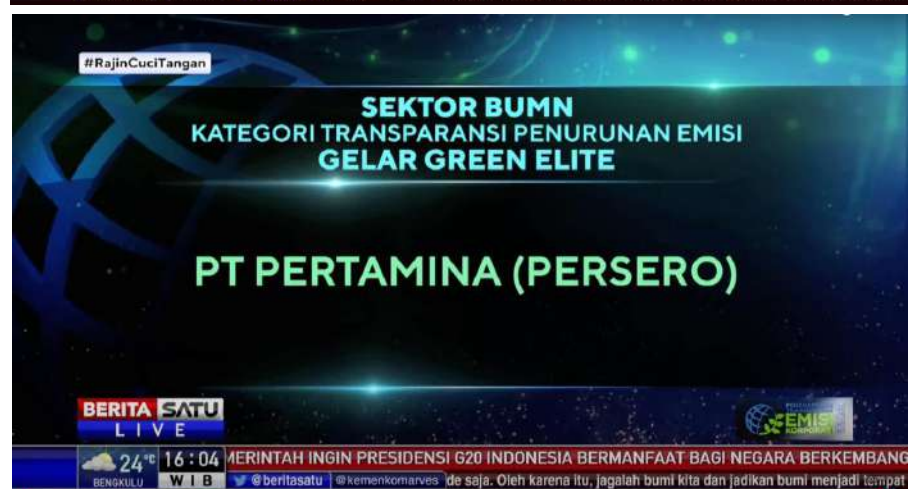 #RajinCuciTangan
SEKTOR BUMN
KATEGORI TRANSPARANSI PENURUNAN EMISI
GELAR GREEN ELITE
PT PERTAMINA (PERSERO)
BERITA SATU
LIVE
EMISI
KORPORAT
24°C 16:04 MERINTAH INGIN PRESIDENSI G20 INDONESIA BERMANFAAT BAGI NEGARA BERKEMBANG
BENGKULU WIB @beritasatu @kemenkomarves de saja. Oleh karena itu, jagalah bumi kita dan jadikan bumi menjadi tempat